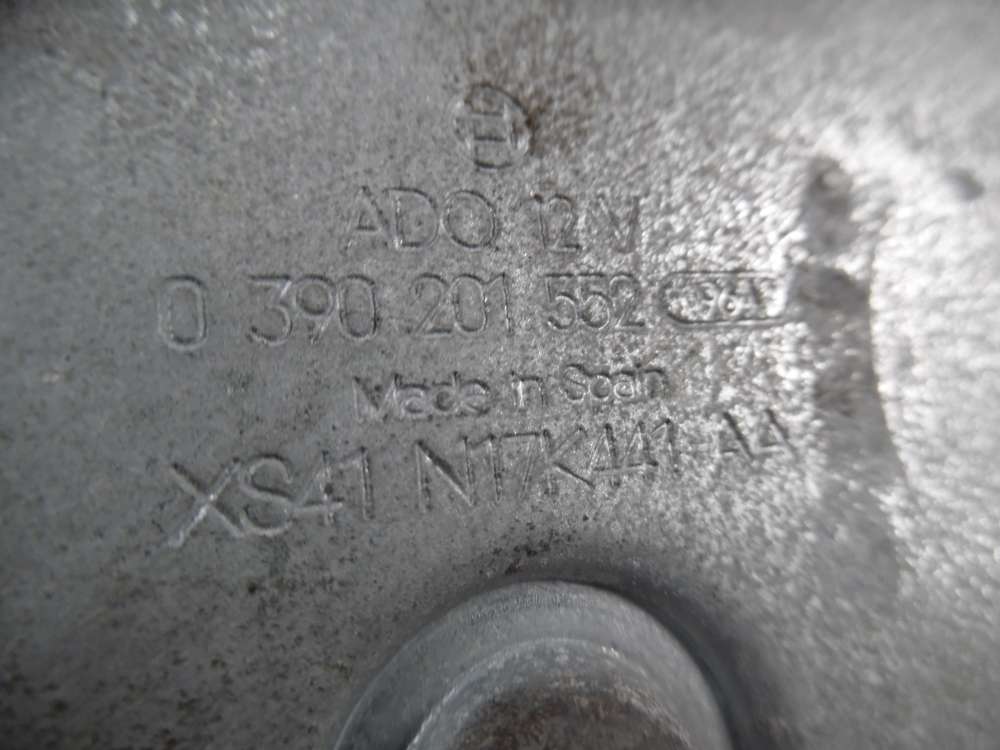 ADO 12 V
0 390 201 552
Made in Spain
XS41 N17K441 AA